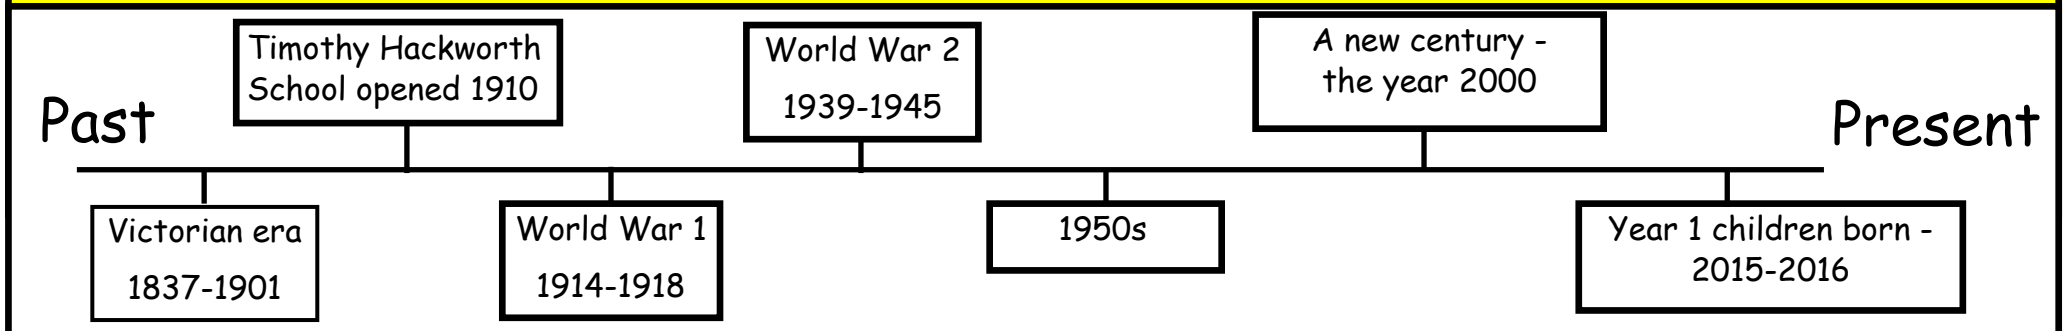 Past
Timothy Hackworth
School opened 1910
World War 2
1939-1945
A new century -
the year 2000
Present
Victorian era
1837-1901
World War 1
1914-1918
1950s
Year 1 children born -
2015-2016